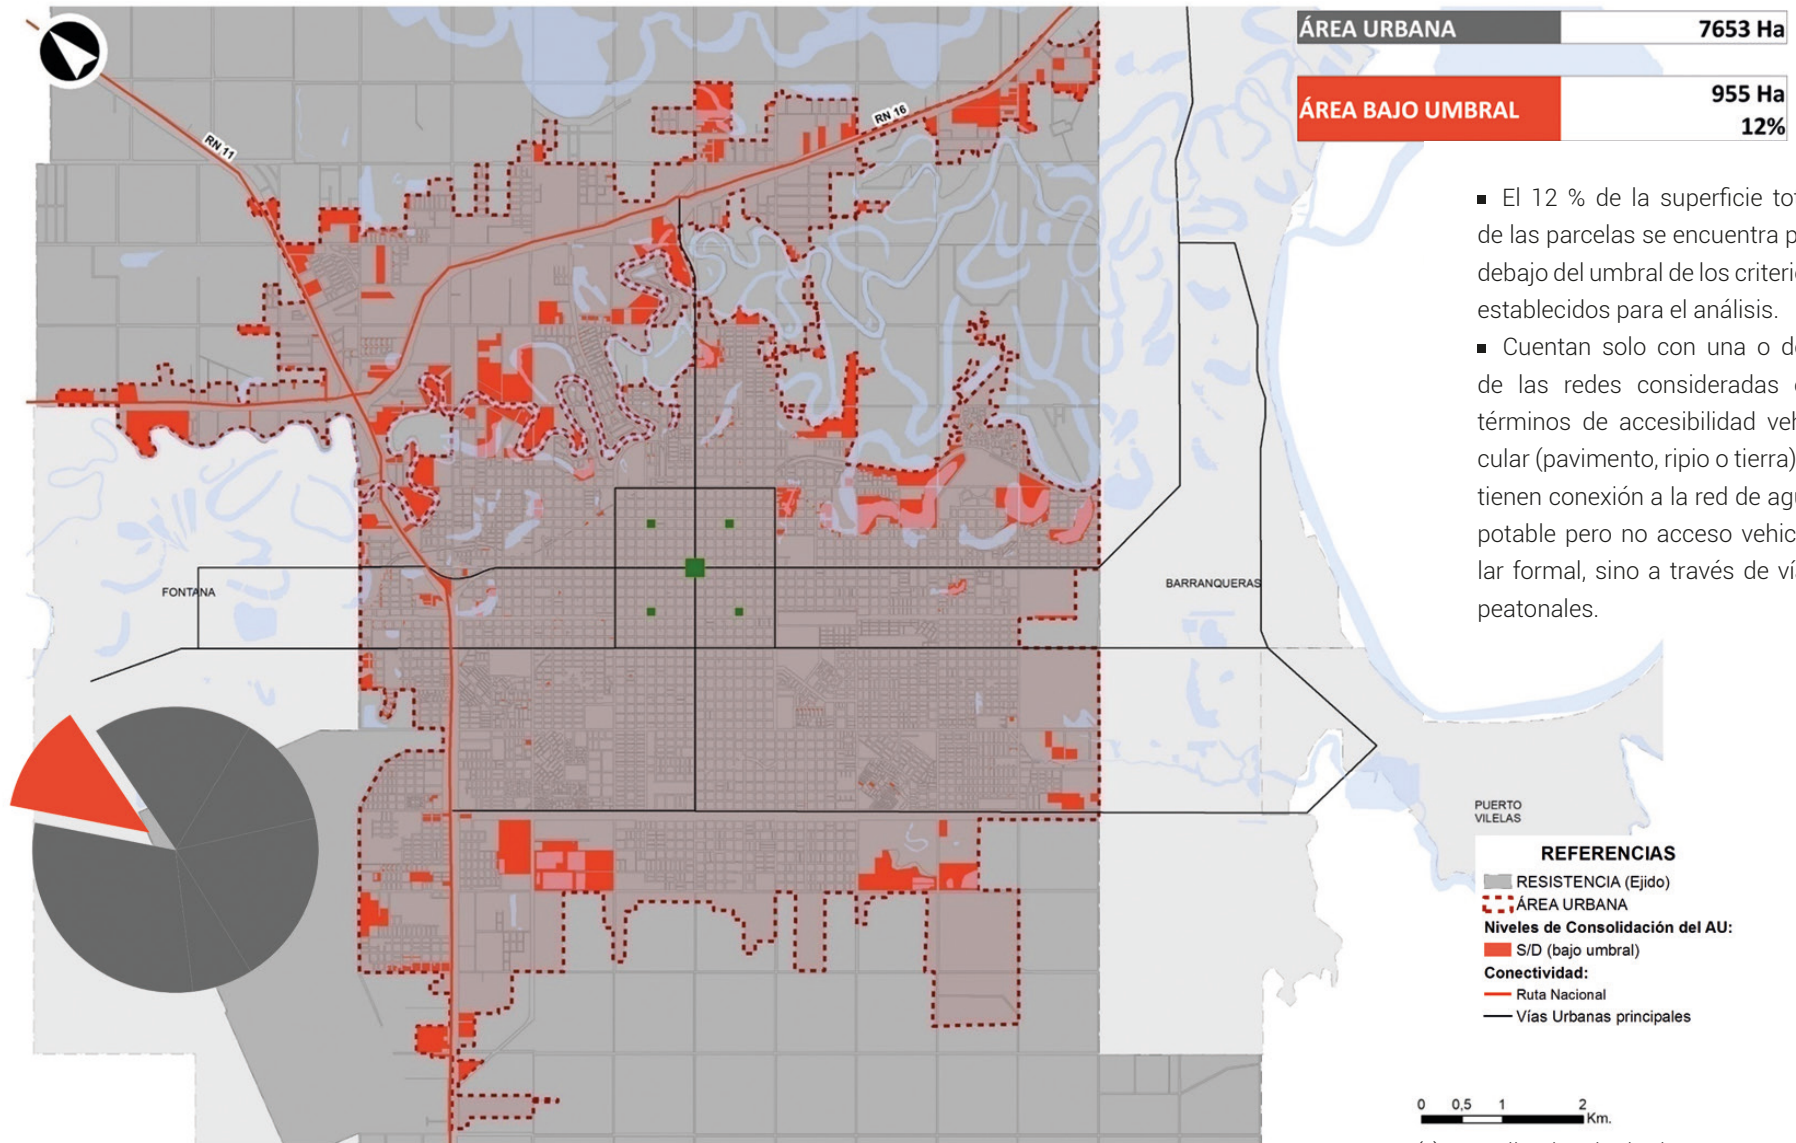 ÁREA URBANA 7653 Ha
ÁREA BAJO UMBRAL 955 Ha
12%
RN 11
RN 16
▪ El 12 % de la superficie tot
de las parcelas se encuentra p
debajo del umbral de los criteri
establecidos para el análisis.
▪ Cuentan solo con una o d
de las redes consideradas
términos de accesibilidad veh
cular (pavimento, ripio o tierra)
tienen conexión a la red de agu
potable pero no acceso vehic
lar formal, sino a través de vía
peatonales.
FONTANA
BARRANQUERAS
PUERTO
VILELAS
REFERENCIAS
RESISTENCIA (Ejido)
ÁREA URBANA
Niveles de Consolidación del AU:
S/D (bajo umbral)
Conectividad:
Ruta Nacional
Vías Urbanas principales
0 0,5 1 2
Km.